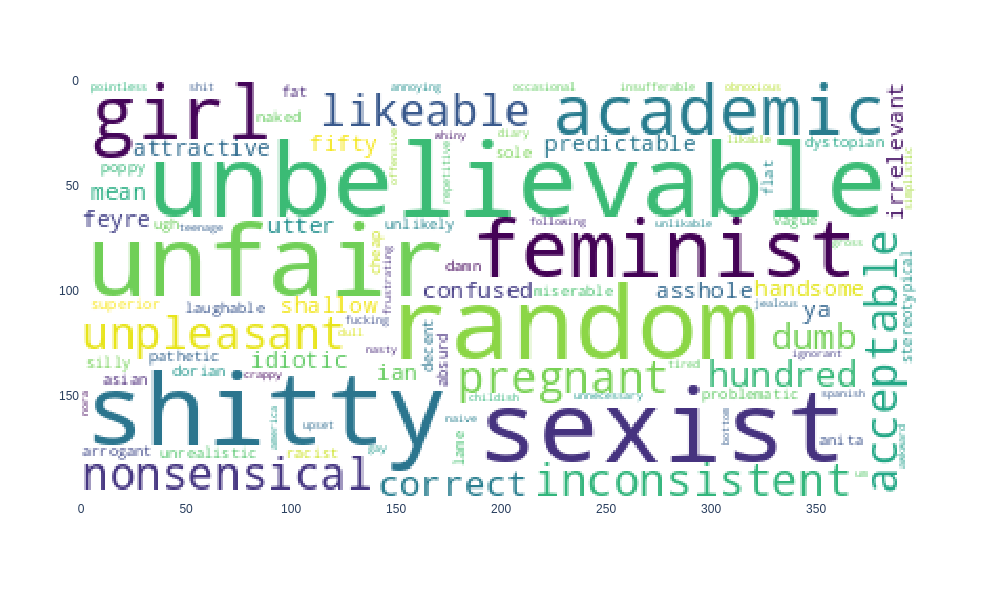 0
pointless shit fat annoying occasional insufferable obnoxious
girl naked likeable academic irrelevant
attractive fifty offensive whiny diary sole predictable likable dystopian
50
poppy mean unbelievable repetitive flat simplistic
feyre ugh teenage utter unlikely following unlikable vague
unfair cheap frustrating damn feminist gross acceptable stereotypical
100
confused miserable asshole handsome
superior laughable shallow fucking random jealous ya
unpleasant dull nasty decent absurd dumb
silly pathetic idiotic ignorant
asian dorian crappy ian pregnant tired hundred
150
nora shitty childish unnecessary problematic spanish
america upset naive sexist bottom anita awkward
arrogant unrealistic racist gay lame
nonsensical correct inconsistent um
0 50 100 150 200 250 300 350